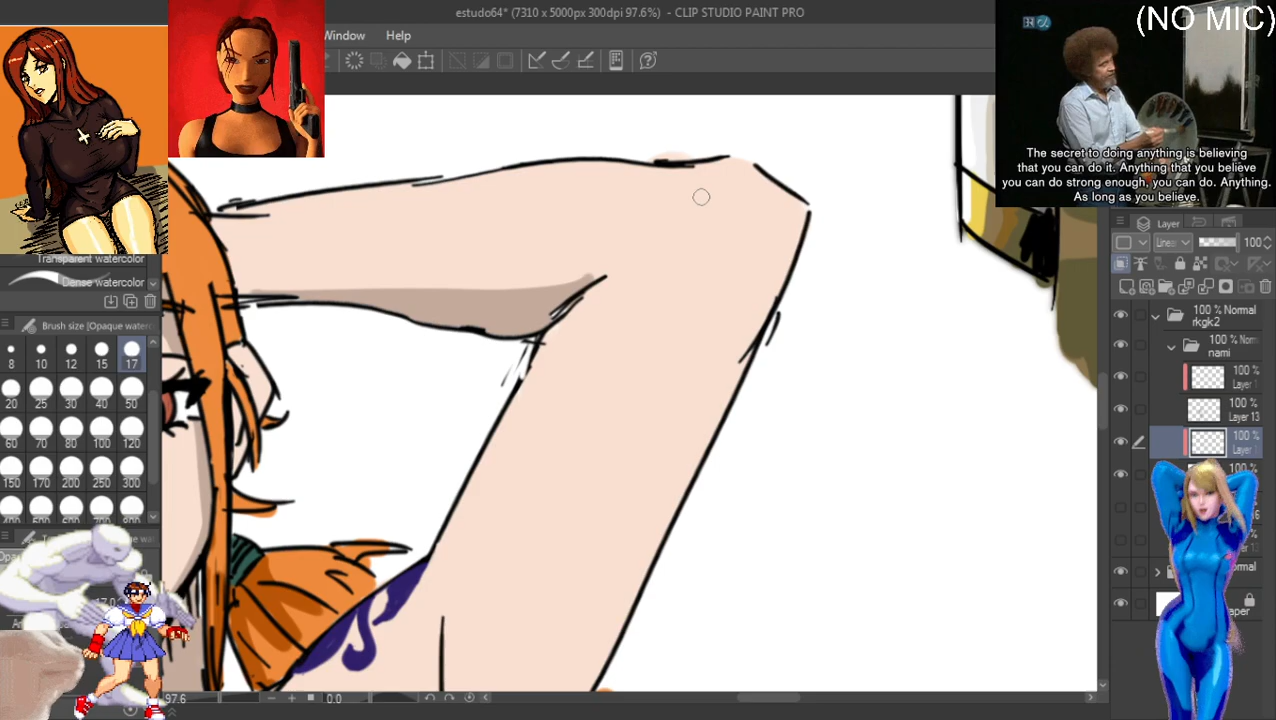 estudo64* (7310 x 5000px 300dpi 97.6%) - CLIP STUDIO PAINT PRO
(NO MIC)
Window Help
The secret to doing anything is believing
that you can do it. Anything that you believe
you can do strong enough, you can do. Anything.
As long as you believe.
Layer
100
Transparent watercolor
Dense watercolor
Brush size [Opaque water
8 10 12 15 17
20 25 30 40 50
60 70 80 100 120
150 170 200 250 300
100 % Normal
rkgk2
100 % Norm
nami
100 %
Layer
100 %
Layer 13
100 %
Layer
100 %
97.6
0.0